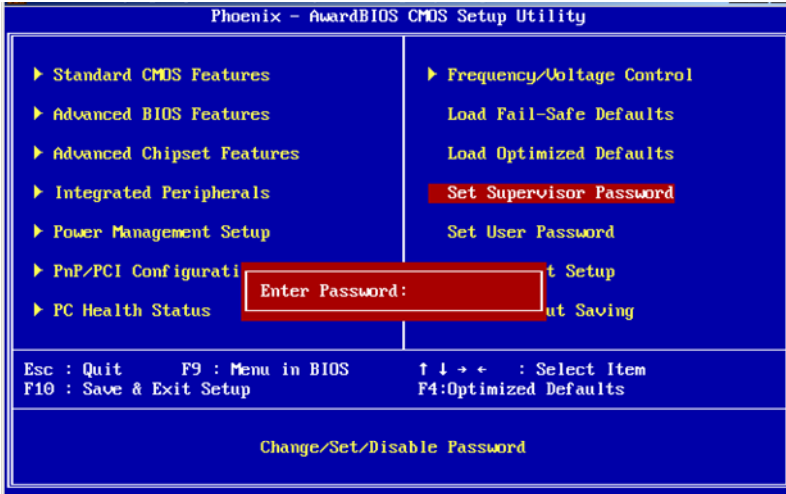 Phoenix - AwardBIOS CMOS Setup Utility
Standard CMOS Features
Advanced BIOS Features
Advanced Chipset Features
Integrated Peripherals
Power Management Setup
PnP/PCI Configurati
PC Health Status
Frequency/Voltage Control
Load Fail-Safe Defaults
Load Optimized Defaults
Set Supervisor Password
Set User Password
t Setup
ut Saving
Enter Password:
Esc : Quit F9 : Menu in BIOS ↑ ↓ → ← : Select Item
F10 : Save & Exit Setup F4:Optimized Defaults
Change/Set/Disable Password